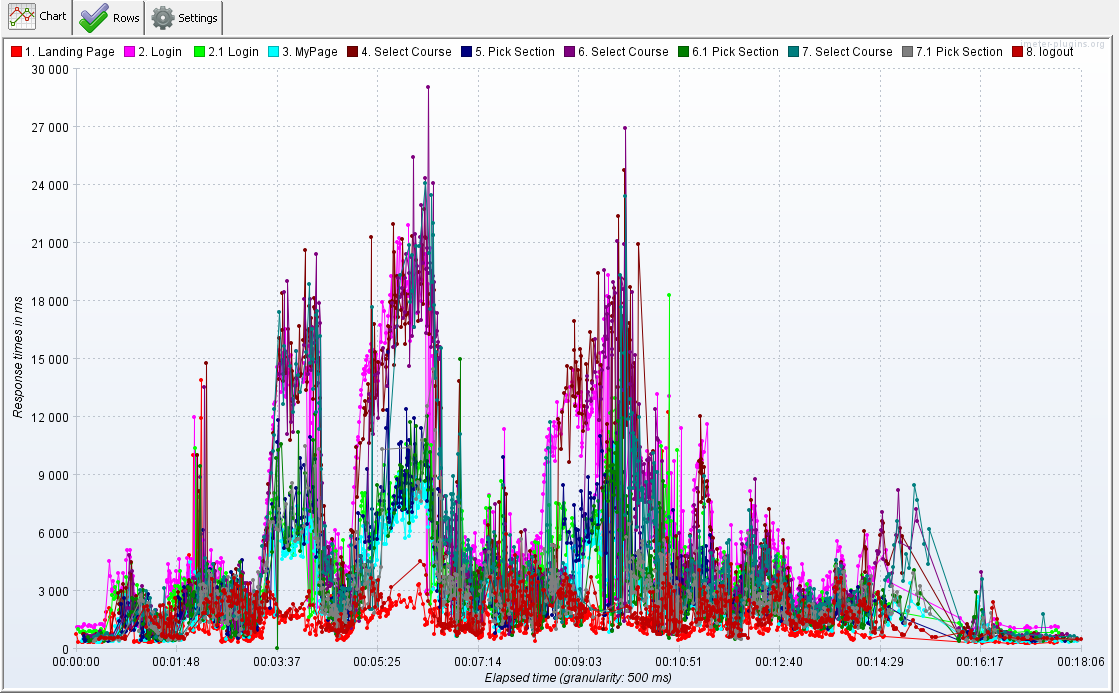 Chart Rows Settings
jmeter-plugins.org
1. Landing Page 2. Login 2.1 Login 3. MyPage 4. Select Course 5. Pick Section 6. Select Course 6.1 Pick Section 7. Select Course 7.1 Pick Section 8. logout
30 000
27 000
24 000
21 000
18 000
15 000
12 000
9 000
6 000
3 000
0
Response times in ms
00:00:00 00:01:48 00:03:37 00:05:25 00:07:14 00:09:03 00:10:51 00:12:40 00:14:29 00:16:17 00:18:06
Elapsed time (granularity: 500 ms)